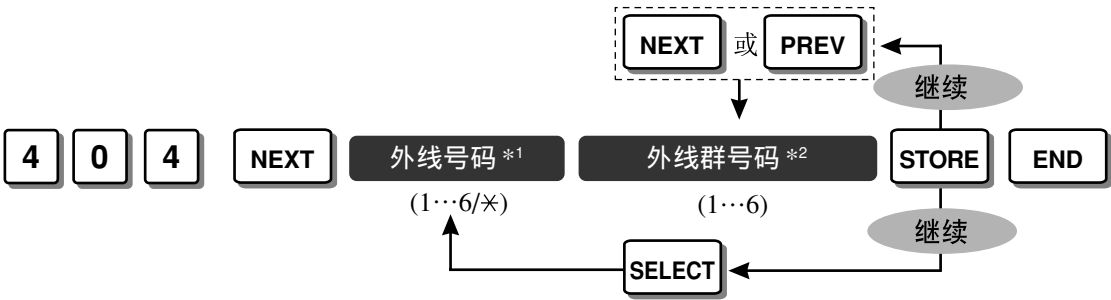 NEXT 或 PREV
继续
4 0 4 NEXT 外线号码 *1 外线群号码 *2 STORE END
(1…6/✳) (1…6)
继续
SELECT